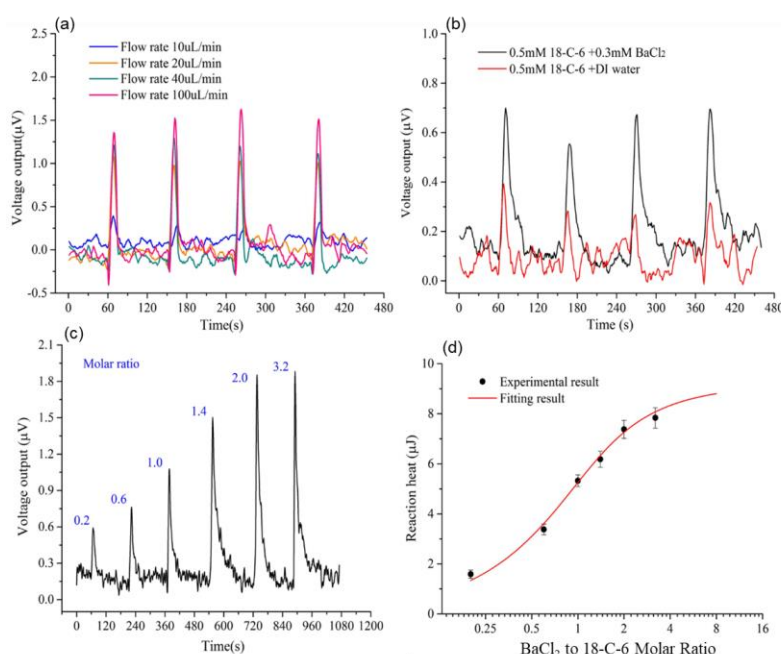 (a)
Flow rate 10uL/min
Flow rate 20uL/min
Flow rate 40uL/min
Flow rate 100uL/min
2.5
2.0
1.5
1.0
0.5
0.0
-0.5
Voltage output(μV)
0 60 120 180 240 300 360 420 480
Time(s)
(b)
0.5mM 18-C-6 +0.3mM BaCl₂
0.5mM 18-C-6 +DI water
1.0
0.8
0.6
0.4
0.2
0.0
Voltage output(μV)
0 60 120 180 240 300 360 420 480
Time (s)
(c)
Molar ratio
0.2
0.6
1.0
1.4
2.0
3.2
2.1
1.8
1.5
1.2
0.9
0.6
0.3
0.0
Voltage output (μV)
0 120 240 360 480 600 720 840 960 1080 1200
Time(s)
(d)
Experimental result
Fitting result
10
8
6
4
2
0
Reaction heat (μJ)
0.25 0.5 1 2 4 8 16
BaCl₂ to 18-C-6 Molar Ratio